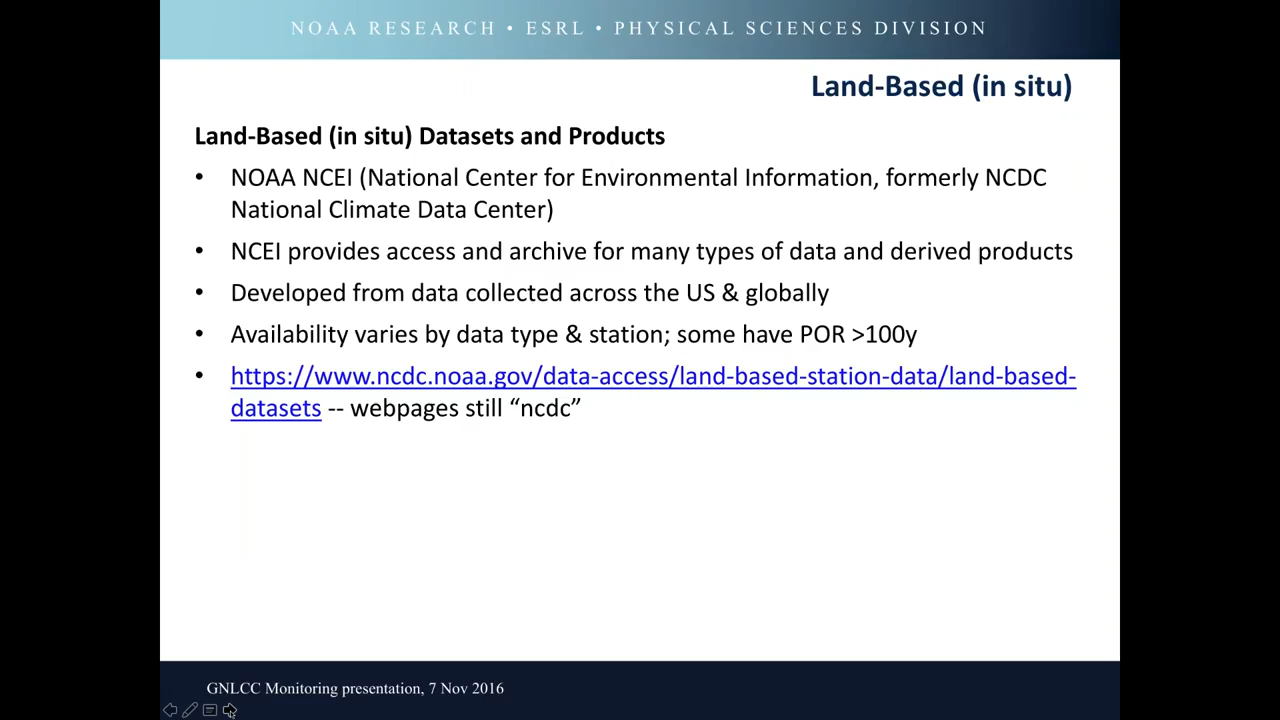 NOAA RESEARCH • ESRL • PHYSICAL SCIENCES DIVISION
Land-Based (in situ)
Land-Based (in situ) Datasets and Products
• NOAA NCEI (National Center for Environmental Information, formerly NCDC
National Climate Data Center)
• NCEI provides access and archive for many types of data and derived products
• Developed from data collected across the US & globally
• Availability varies by data type & station; some have POR >100y
• https://www.ncdc.noaa.gov/data-access/land-based-station-data/land-based-
datasets -- webpages still “ncdc”
GNLCC Monitoring presentation, 7 Nov 2016